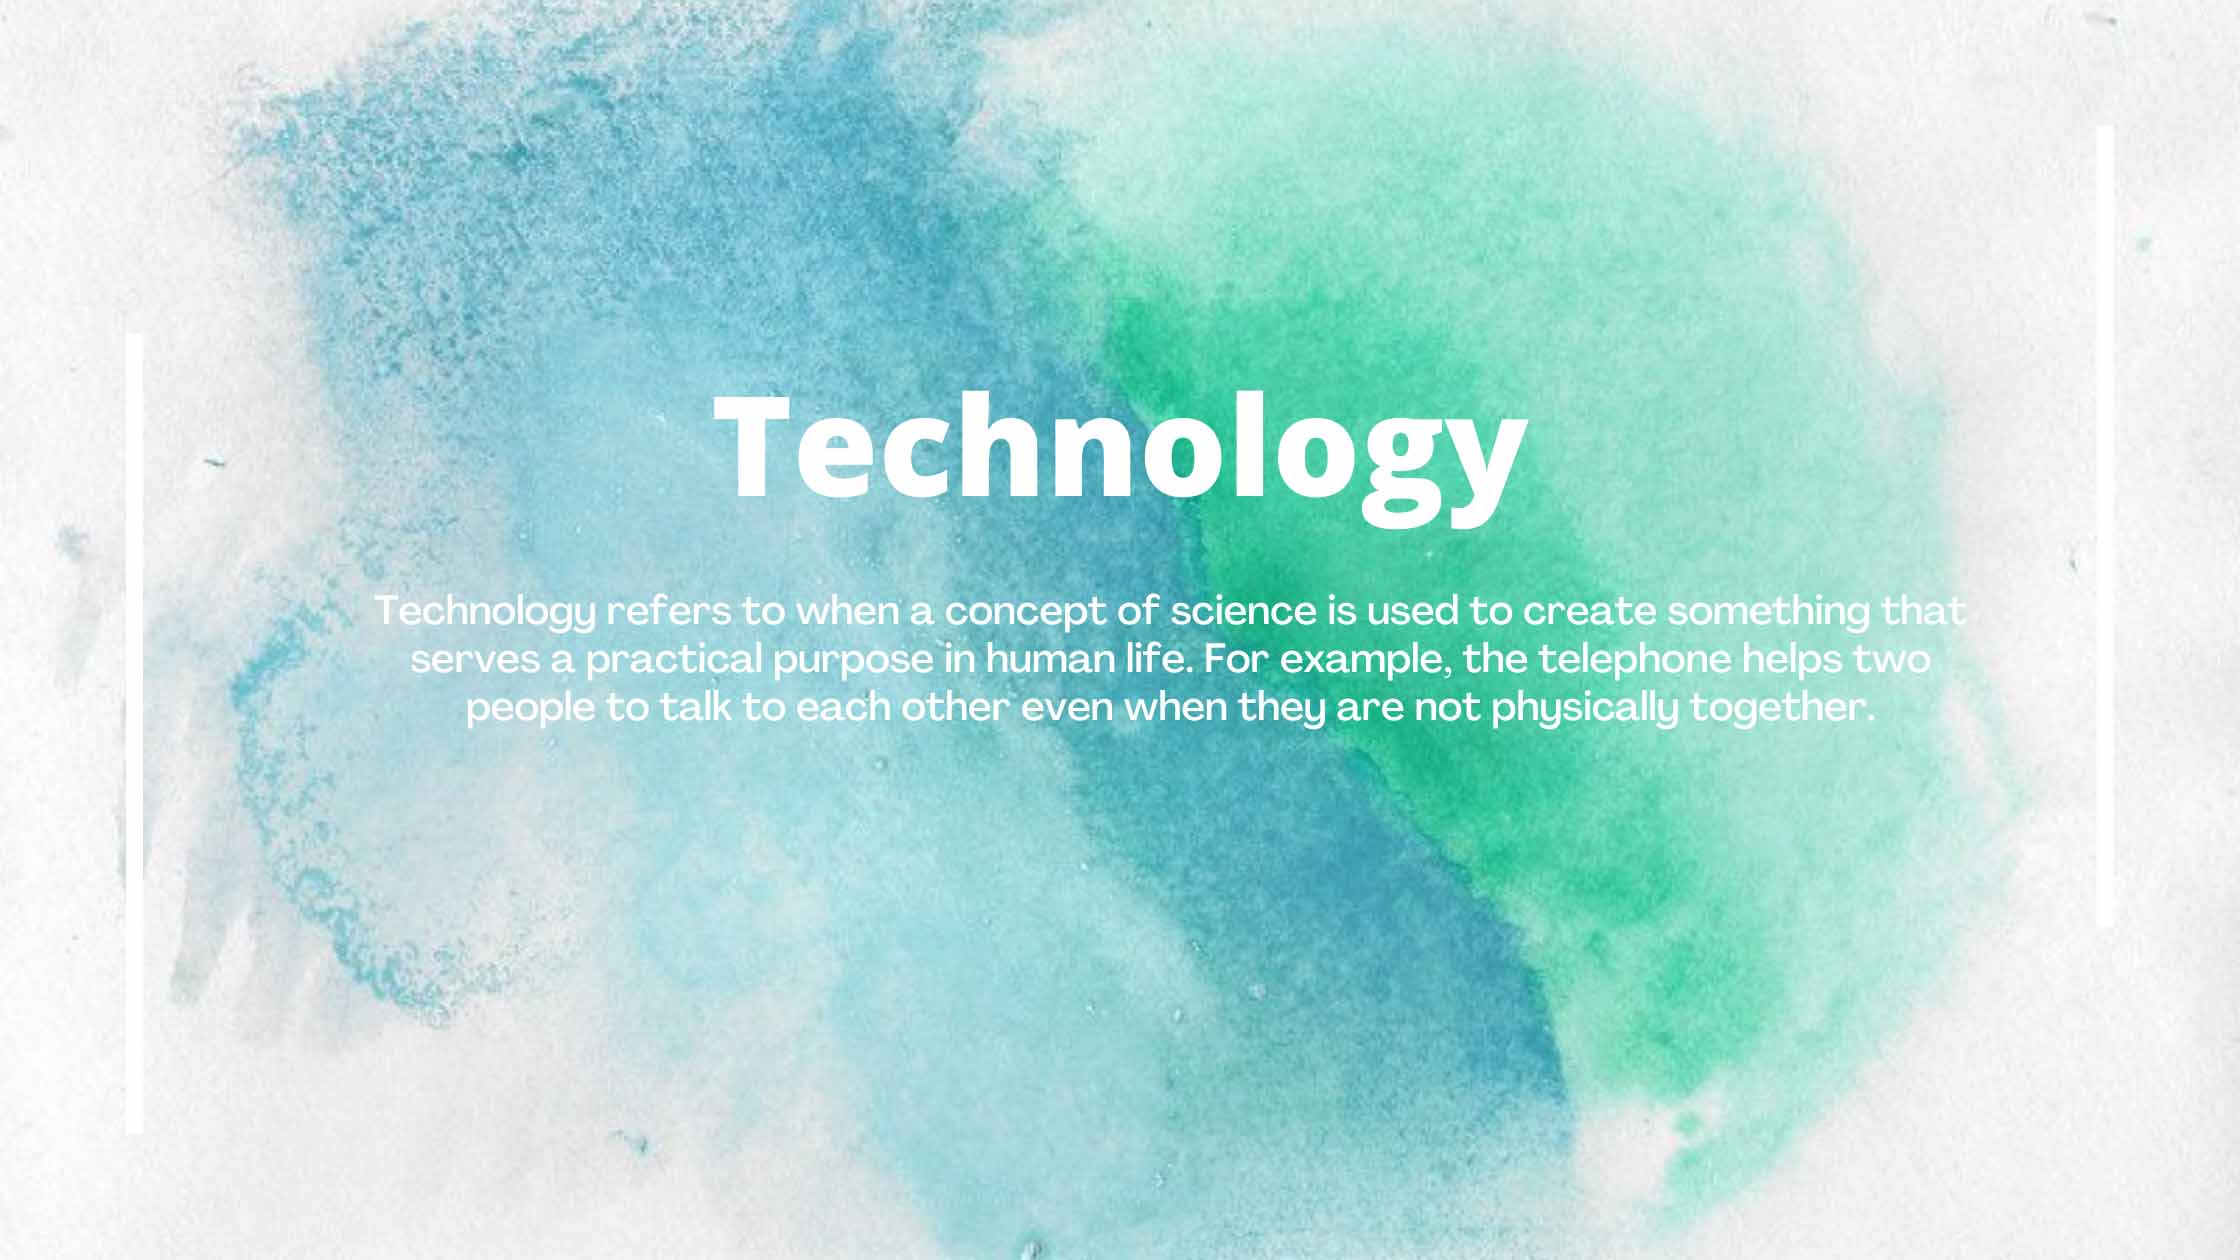 Technology
Technology refers to when a concept of science is used to create something that
serves a practical purpose in human life. For example, the telephone helps two
people to talk to each other even when they are not physically together.